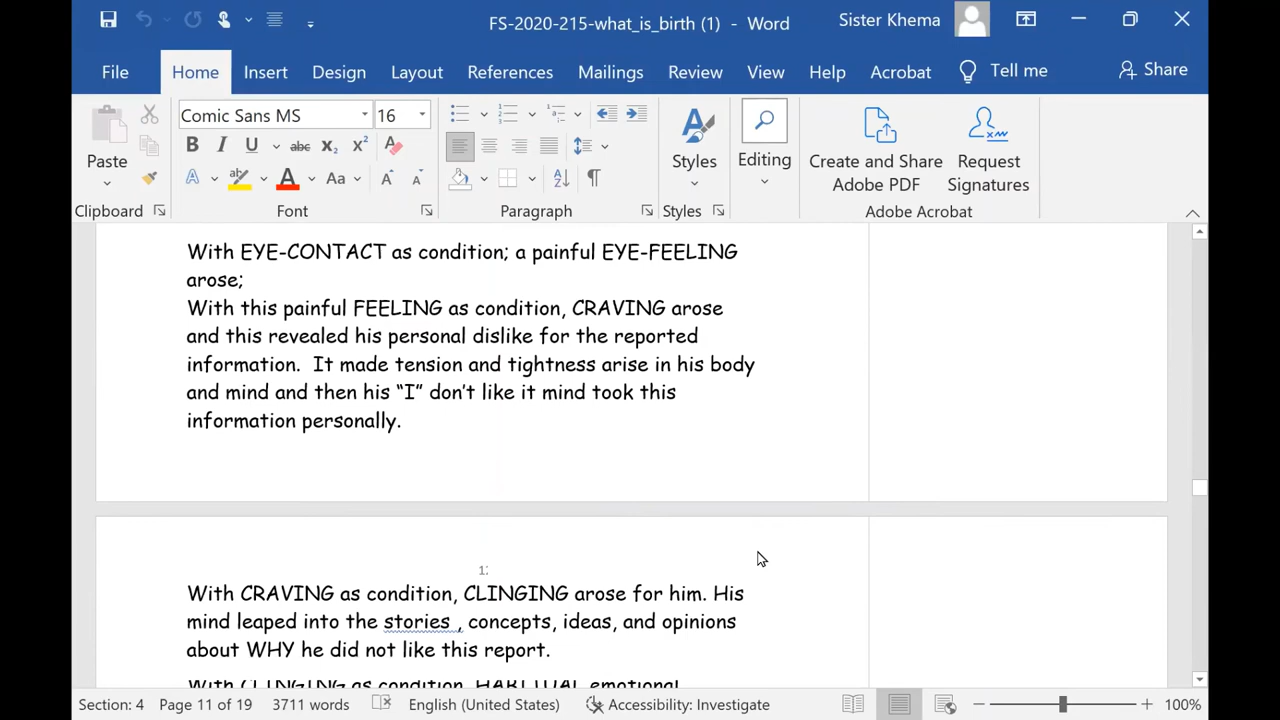 FS-2020-215-what_is_birth (1) - Word
Sister Khema
File Home Insert Design Layout References Mailings Review View Help Acrobat Tell me Share
Comic Sans MS 16
Paste
Styles
Editing
Create and Share Adobe PDF
Request Signatures
Clipboard Font Paragraph Styles Adobe Acrobat
With EYE-CONTACT as condition; a painful EYE-FEELING
arose;
With this painful FEELING as condition, CRAVING arose
and this revealed his personal dislike for the reported
information. It made tension and tightness arise in his body
and mind and then his “I” don’t like it mind took this
information personally.
With CRAVING as condition, CLINGING arose for him. His
mind leaped into the stories , concepts, ideas, and opinions
about WHY he did not like this report.
With CLINGING as condition, HABITUAL emotional
Section: 4 Page 11 of 19 3711 words English (United States) Accessibility: Investigate 100%